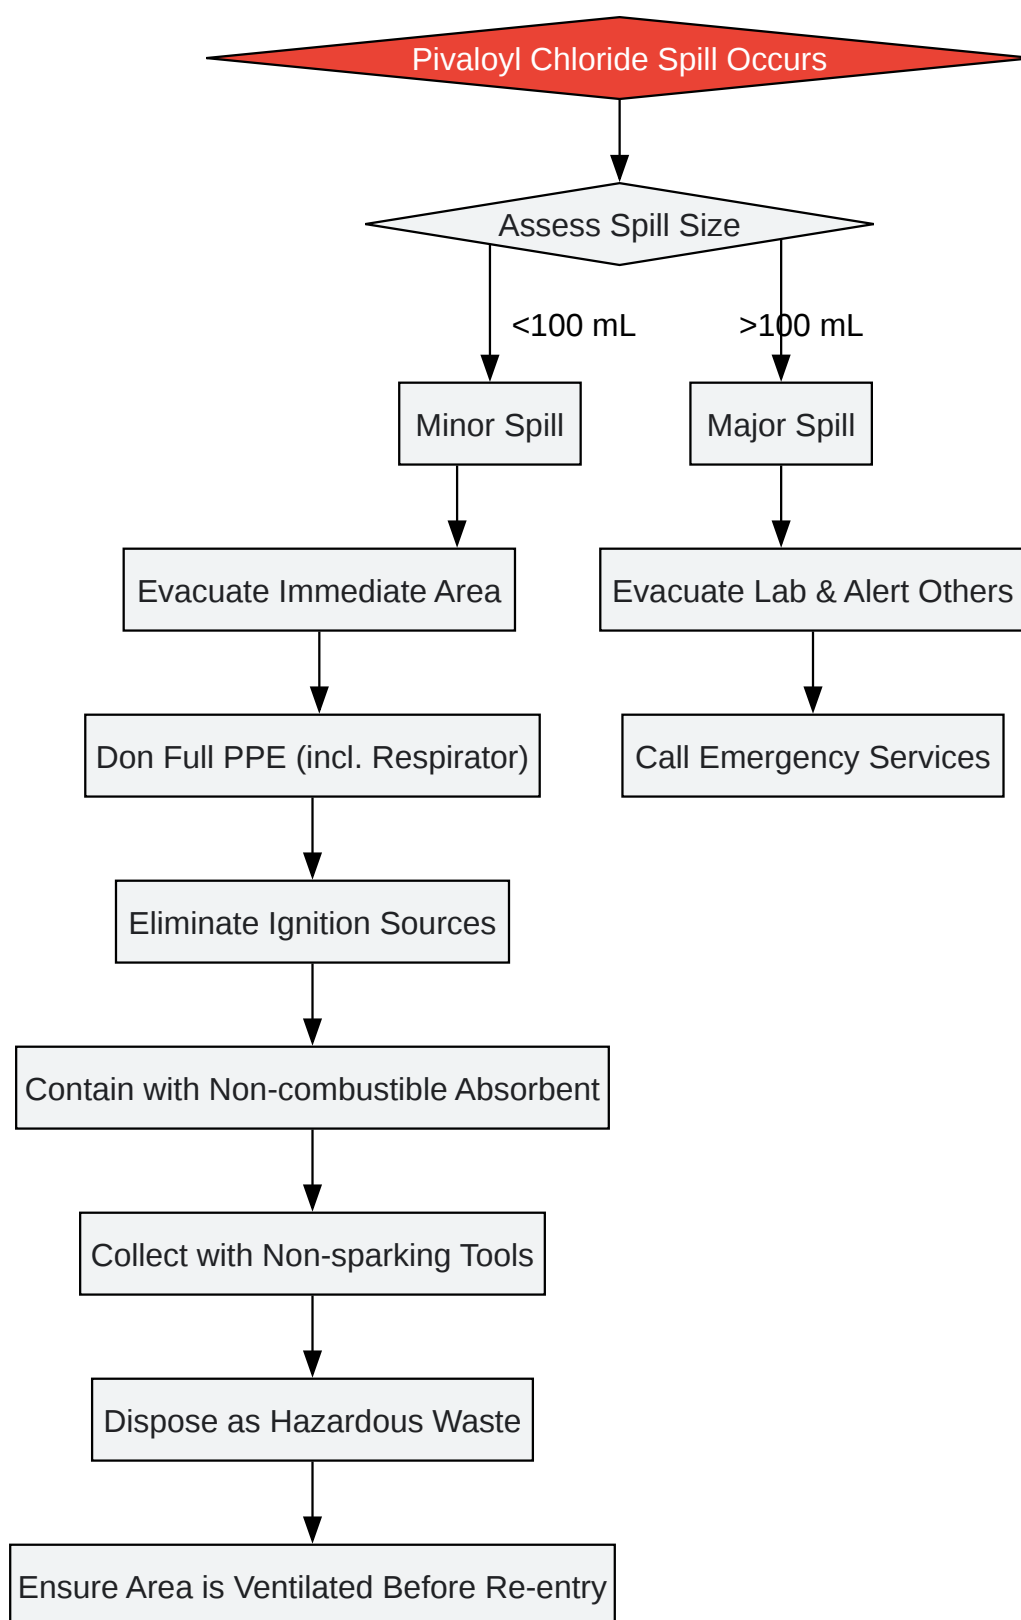 Pivaloyl Chloride Spill Occurs
Assess Spill Size
<100 mL
>100 mL
Minor Spill
Major Spill
Evacuate Immediate Area
Evacuate Lab & Alert Others
Don Full PPE (incl. Respirator)
Call Emergency Services
Eliminate Ignition Sources
Contain with Non-combustible Absorbent
Collect with Non-sparking Tools
Dispose as Hazardous Waste
Ensure Area is Ventilated Before Re-entry